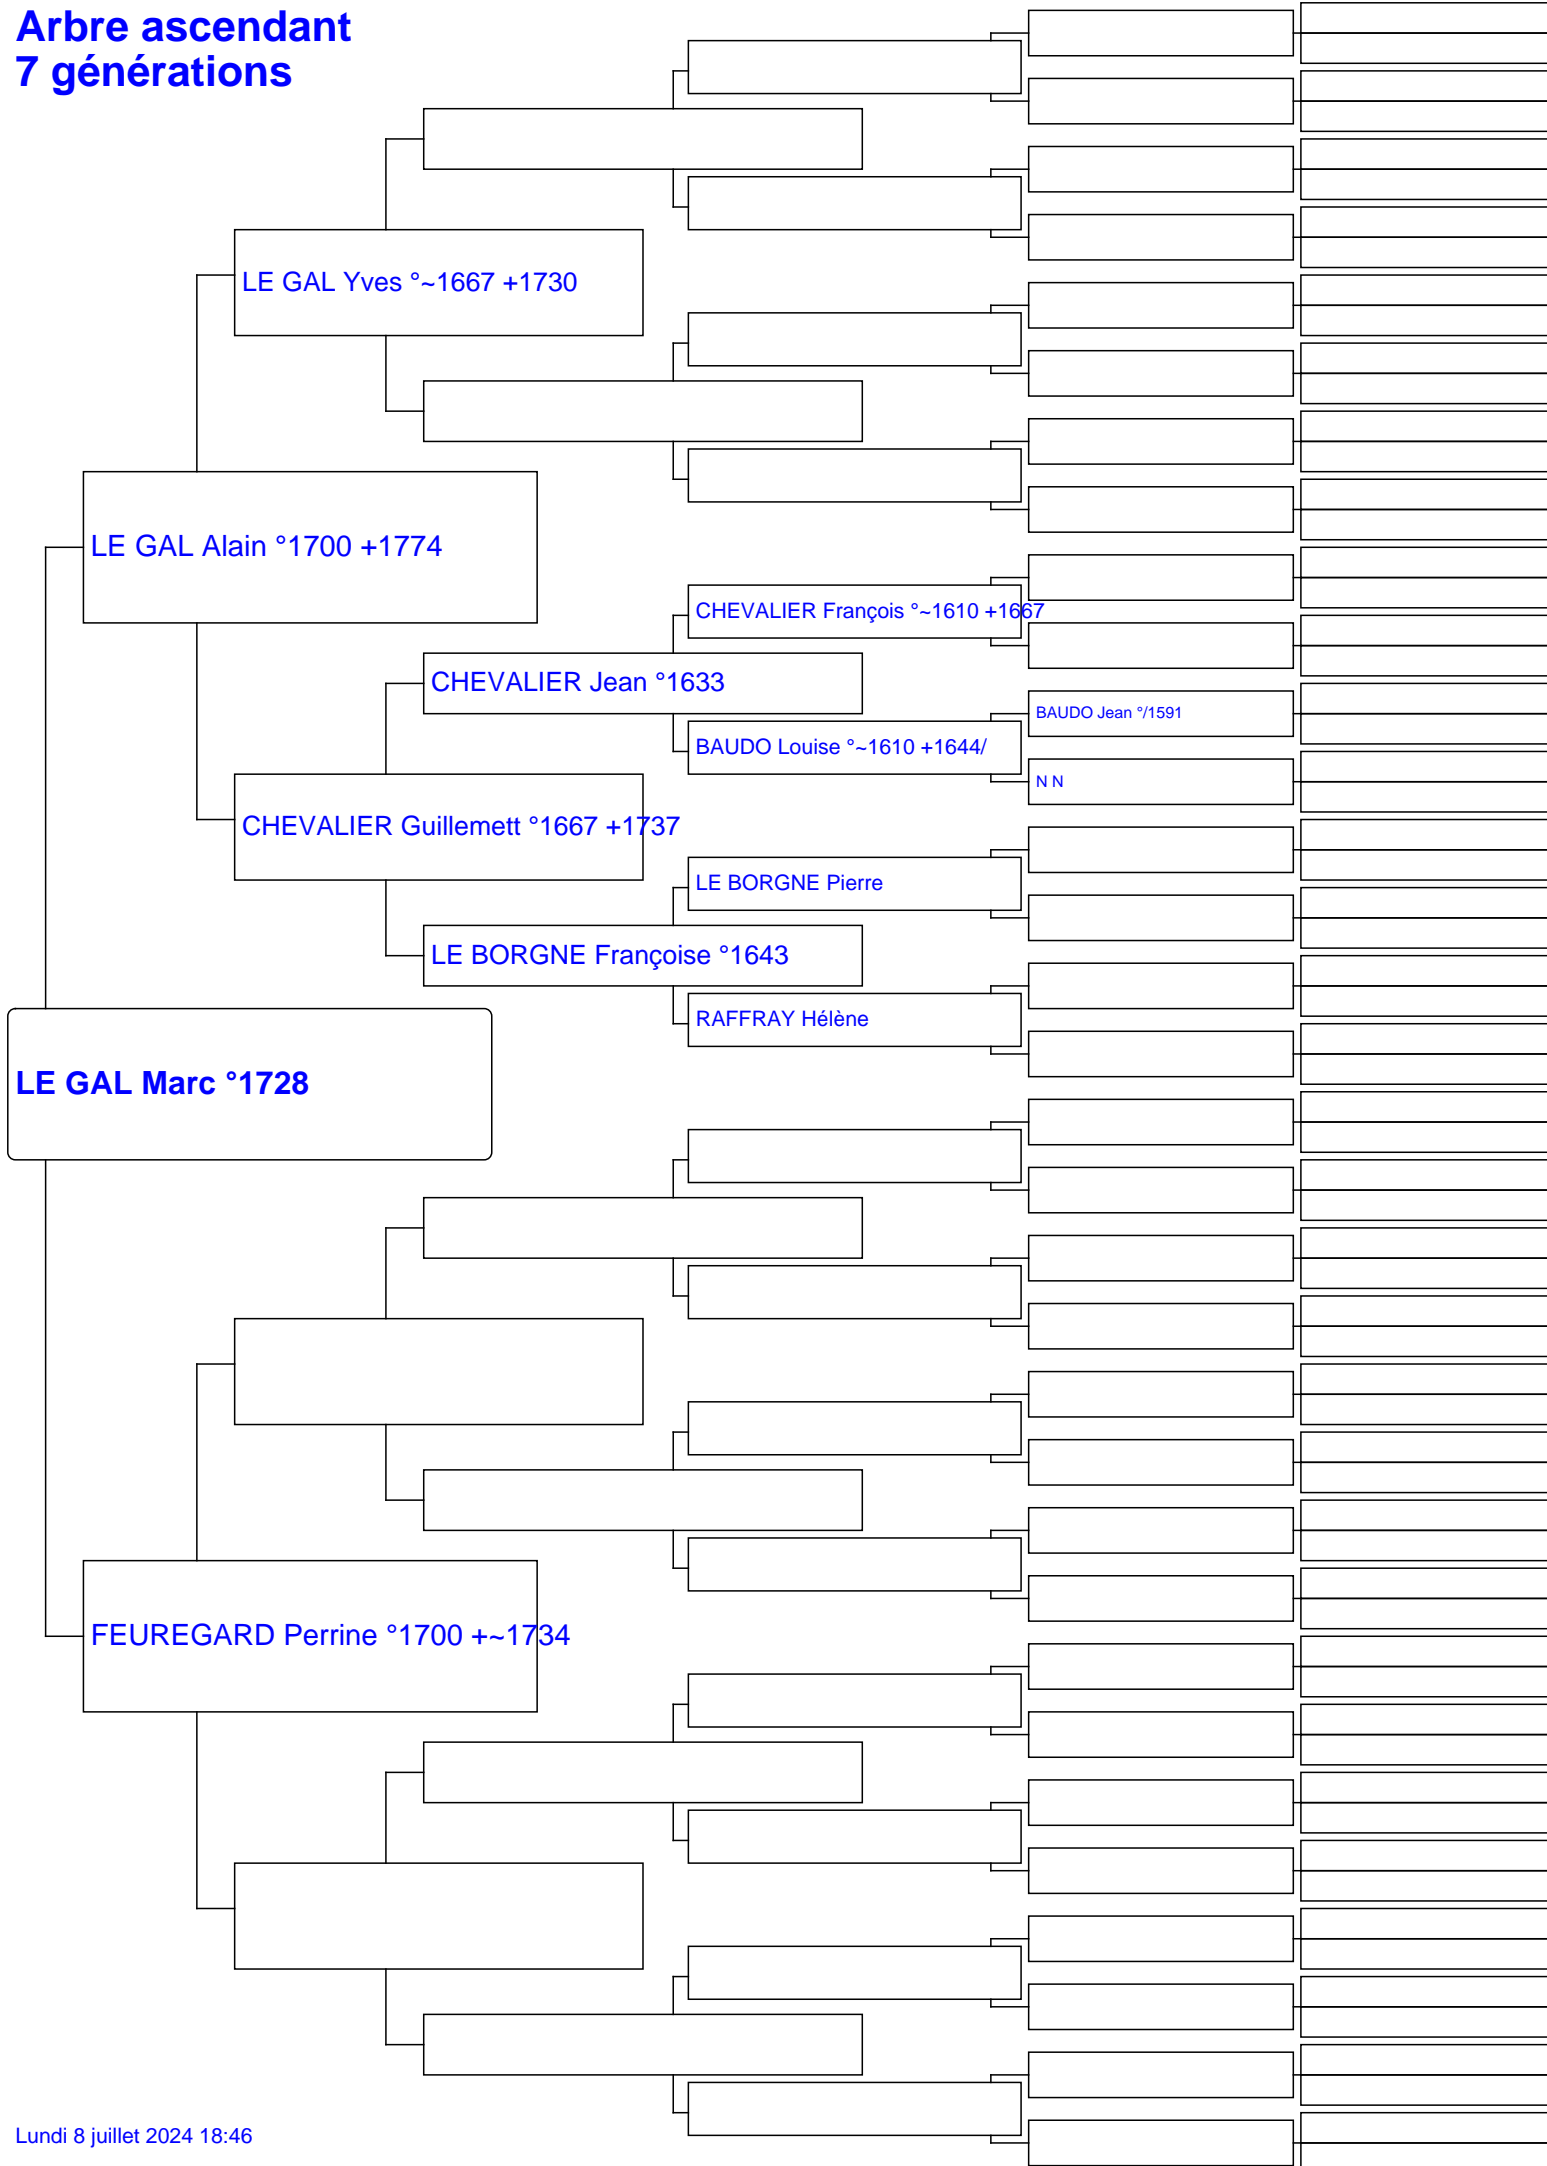 Arbre ascendant
7 générations
LE GAL Yves °~1667 +1730
LE GAL Alain °1700 +1774
CHEVALIER François °~1610 +1667
CHEVALIER Jean °1633
BAUDO Jean °/1591
BAUDO Louise °~1610 +1644/
N N
CHEVALIER Guillemett °1667 +1737
LE BORGNE Pierre
LE BORGNE Françoise °1643
RAFFRAY Hélène
LE GAL Marc °1728
FEUREGARD Perrine °1700 +~1734
Lundi 8 juillet 2024 18:46